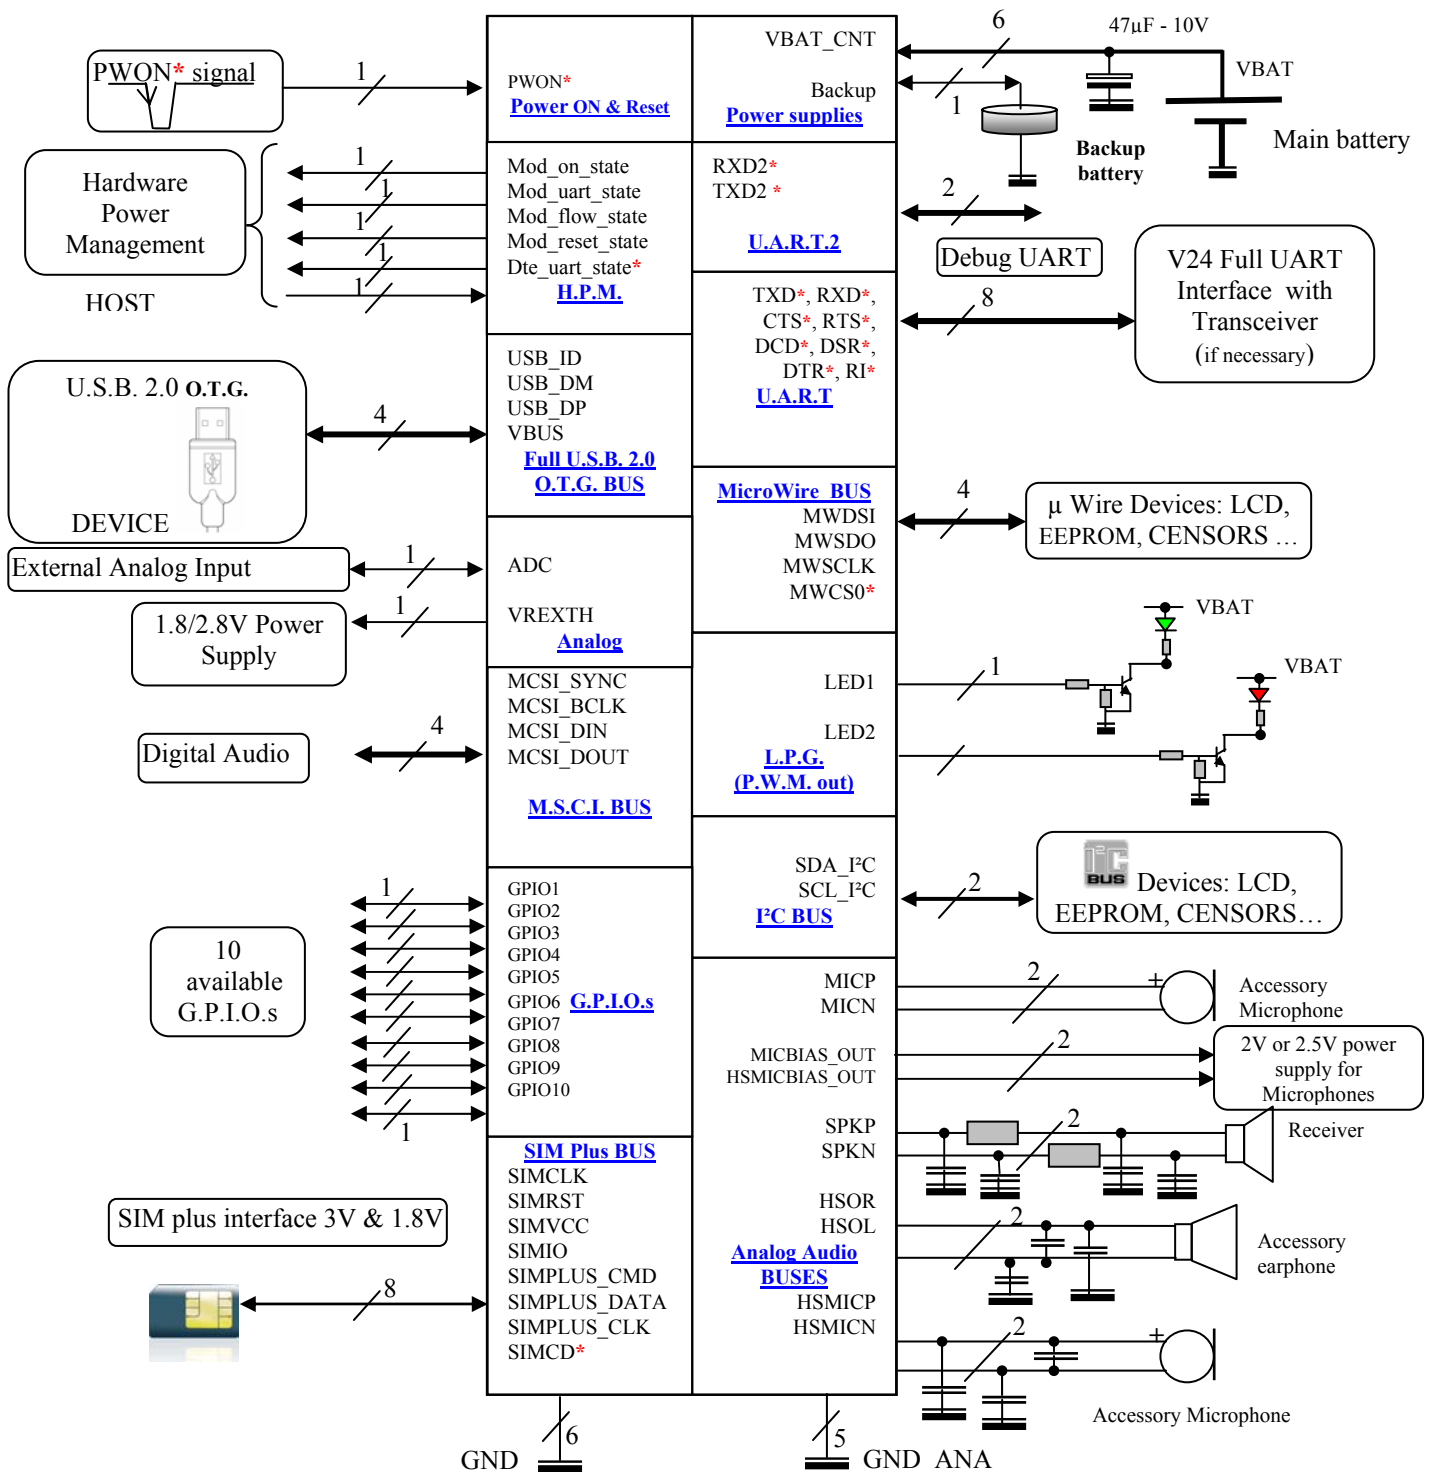 PWON* signal
1
PWON*
Power ON & Reset
VBAT_CNT
6
47µF - 10V
VBAT
Backup
1
Power supplies
Main battery
Backup
battery
Hardware
Power
Management
HOST
1
1
1
1
1
Mod_on_state
Mod_uart_state
Mod_flow_state
Mod_reset_state
Dte_uart_state*
H.P.M.
RXD2*
TXD2 *
2
U.A.R.T.2
Debug UART
TXD*, RXD*,
CTS*, RTS*,
DCD*, DSR*,
DTR*, RI*
U.A.R.T
8
V24 Full UART
Interface with
Transceiver
(if necessary)
U.S.B. 2.0 O.T.G.
DEVICE
4
USB_ID
USB_DM
USB_DP
VBUS
Full U.S.B. 2.0
O.T.G. BUS
MicroWire BUS
MWDSI
MWSDO
MWSCLK
MWCS0*
4
µ Wire Devices: LCD,
EEPROM, CENSORS …
External Analog Input
1
ADC
1.8/2.8V Power
Supply
1
VREXTH
Analog
LED1
1
VBAT
LED2
VBAT
L.P.G.
(P.W.M. out)
Digital Audio
4
MCSI_SYNC
MCSI_BCLK
MCSI_DIN
MCSI_DOUT
M.S.C.I. BUS
SDA_I²C
SCL_I²C
I²C BUS
2
I²C
BUS
Devices: LCD,
EEPROM, CENSORS…
10
available
G.P.I.O.s
1
1
GPIO1
GPIO2
GPIO3
GPIO4
GPIO5
GPIO6 G.P.I.O.s
GPIO7
GPIO8
GPIO9
GPIO10
MICP
MICN
2
+
Accessory
Microphone
MICBIAS_OUT
HSMICBIAS_OUT
2
2V or 2.5V power
supply for
Microphones
SPKP
SPKN
2
Receiver
HSOR
HSOL
2
Accessory
earphone
Analog Audio
BUSES
HSMICP
HSMICN
2
+
Accessory Microphone
SIM plus interface 3V & 1.8V
8
SIM Plus BUS
SIMCLK
SIMRST
SIMVCC
SIMIO
SIMPLUS_CMD
SIMPLUS_DATA
SIMPLUS_CLK
SIMCD*
GND
6
5
GND_ANA